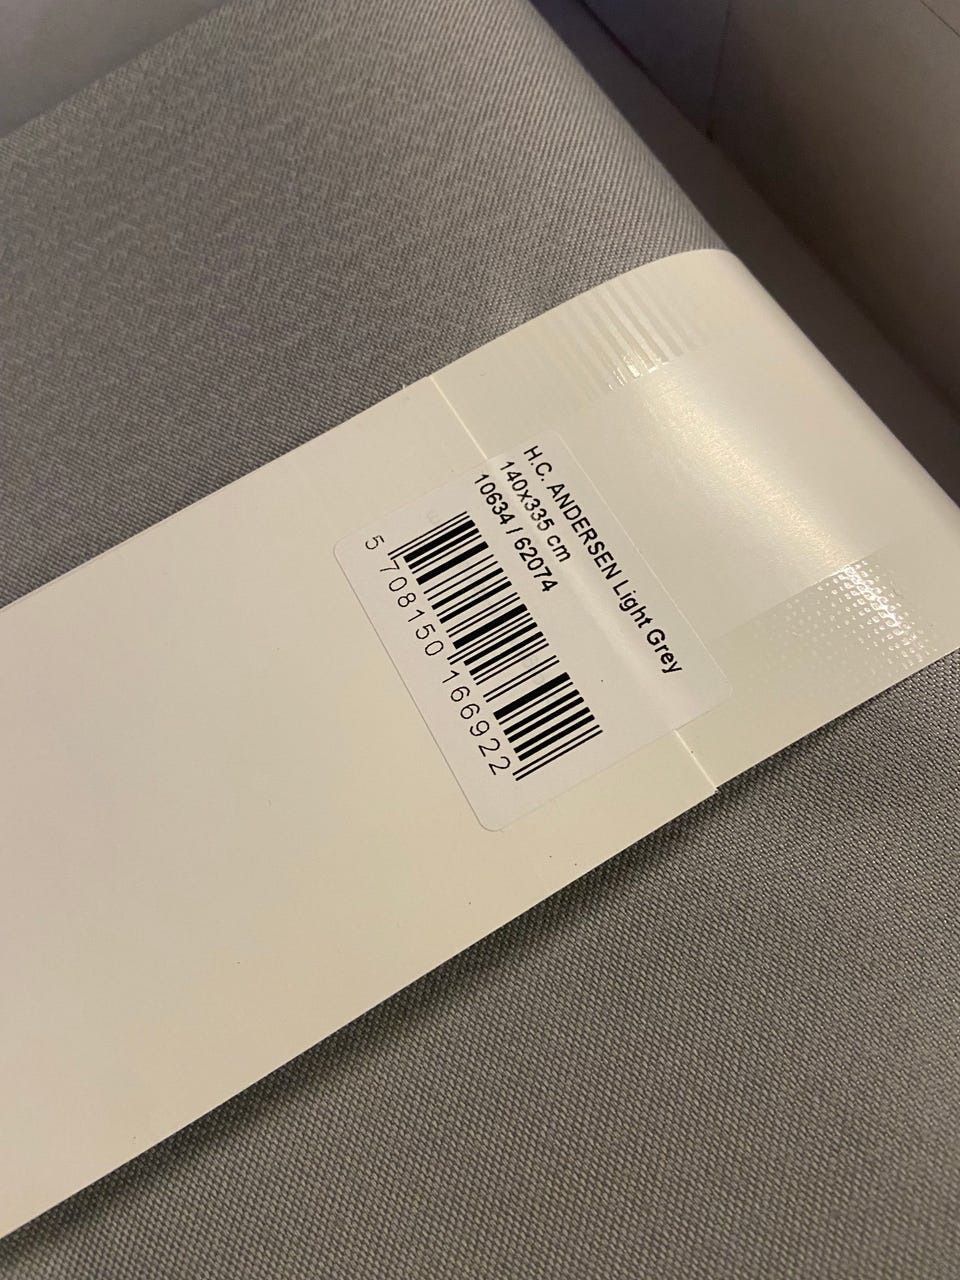 H.C. ANDERSEN Light Grey
140x335 cm
10634 / 62074
5 708150 166922